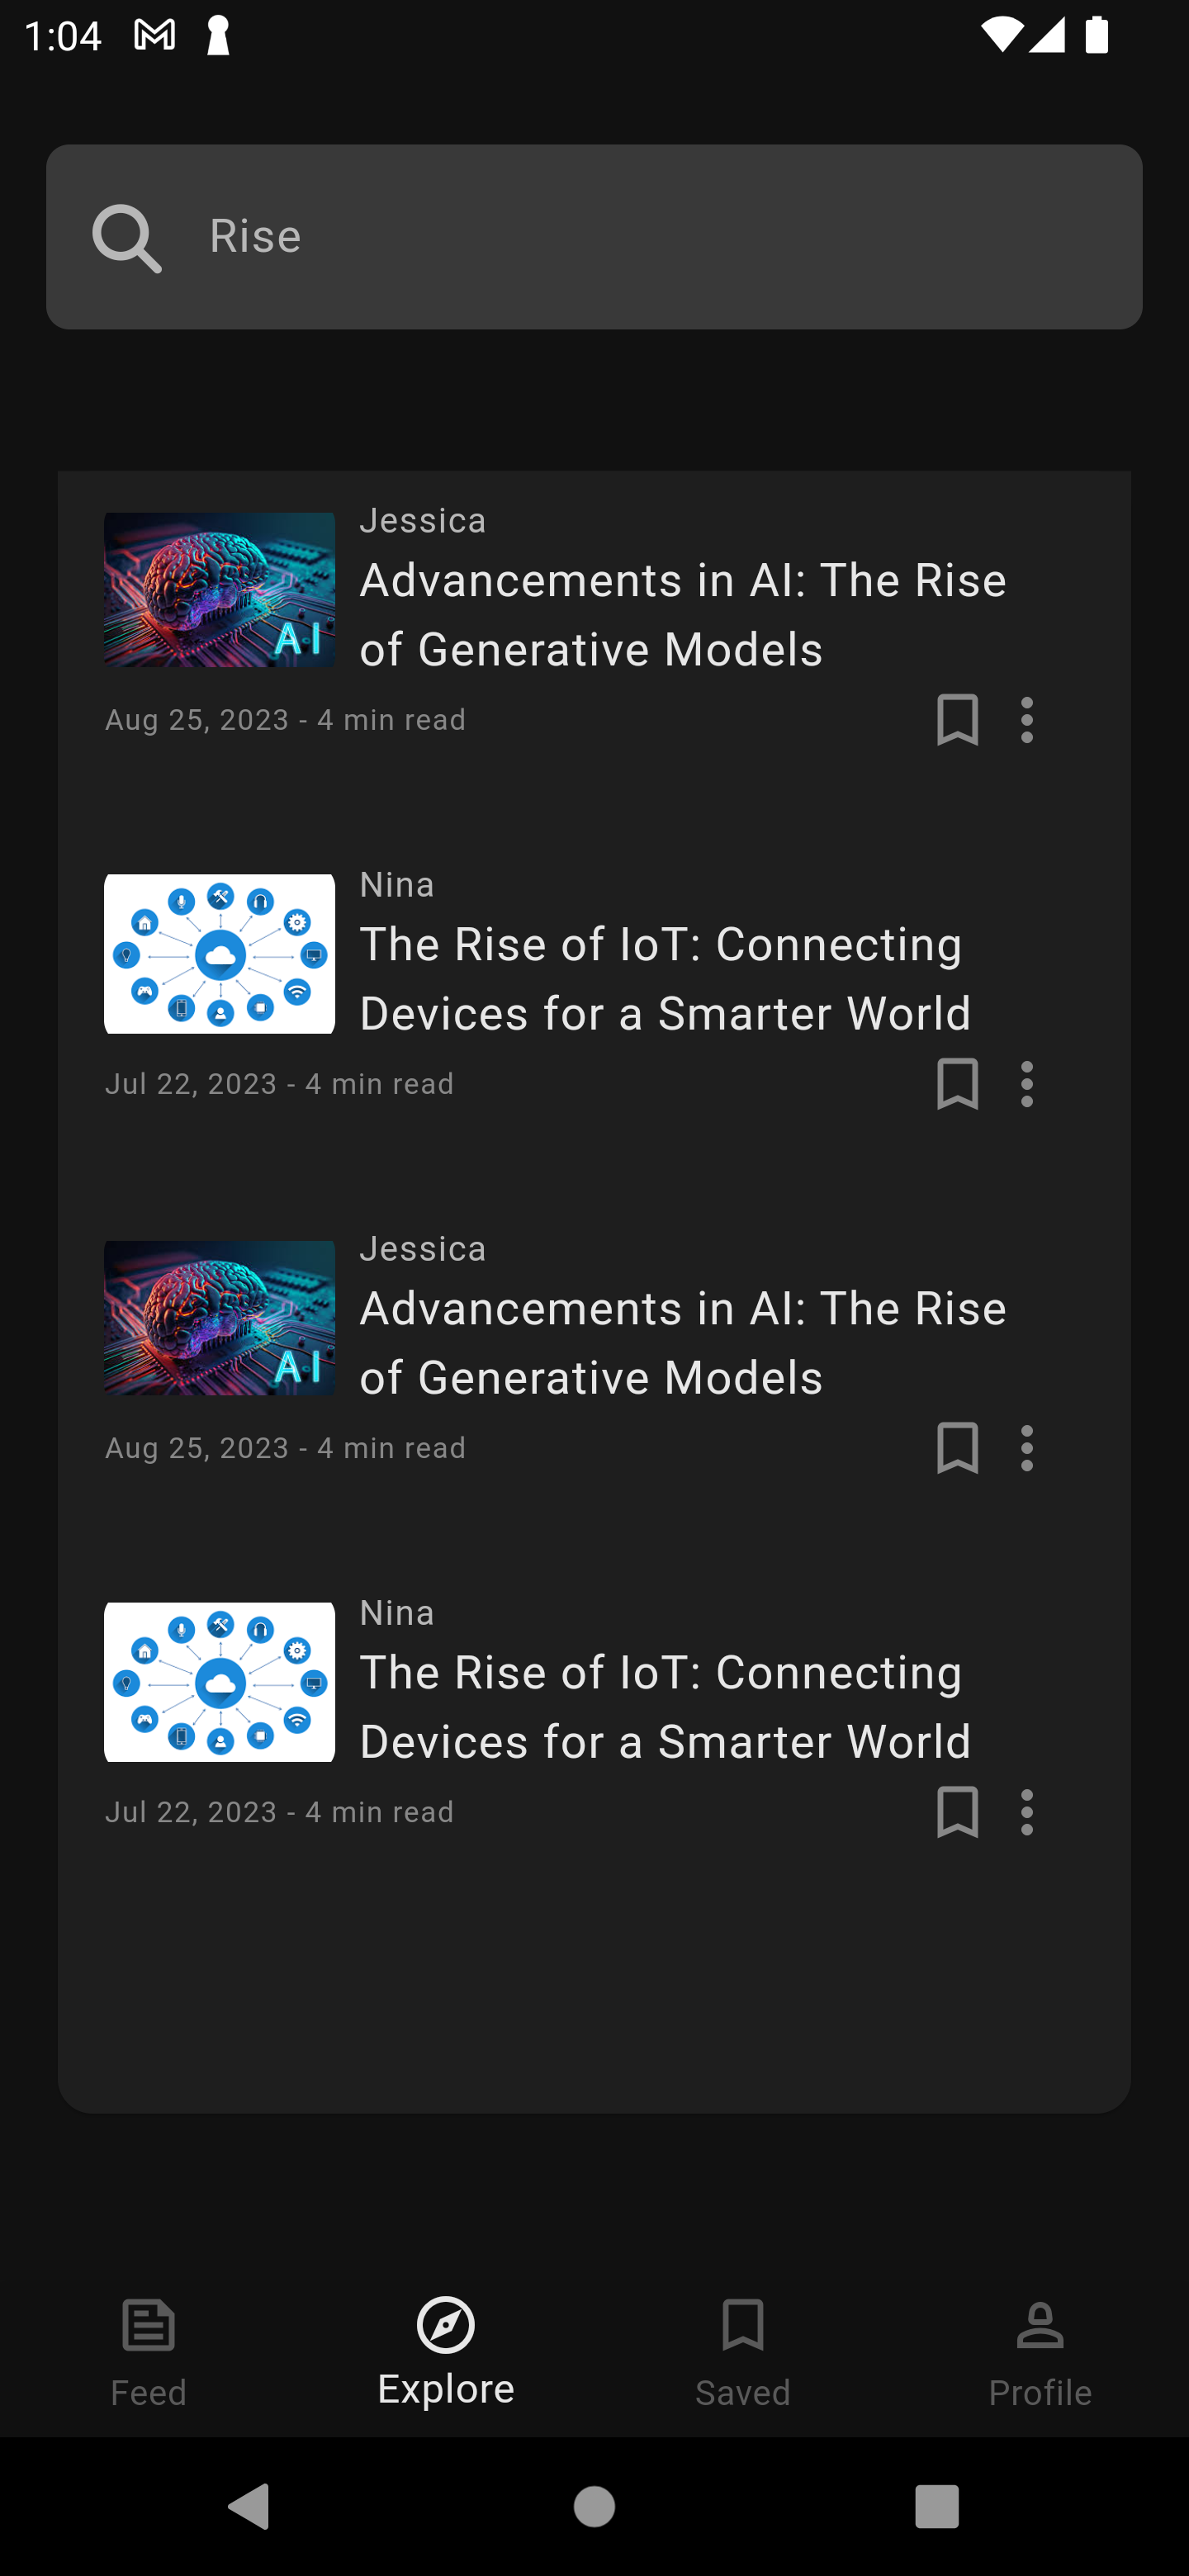 1:04
Rise
Jessica
Advancements in AI: The Rise
of Generative Models
AI
Aug 25, 2023 - 4 min read
Nina
The Rise of IoT: Connecting
Devices for a Smarter World
Jul 22, 2023 - 4 min read
Jessica
Advancements in AI: The Rise
of Generative Models
AI
Aug 25, 2023 - 4 min read
Nina
The Rise of IoT: Connecting
Devices for a Smarter World
Jul 22, 2023 - 4 min read
Feed
Explore
Saved
Profile